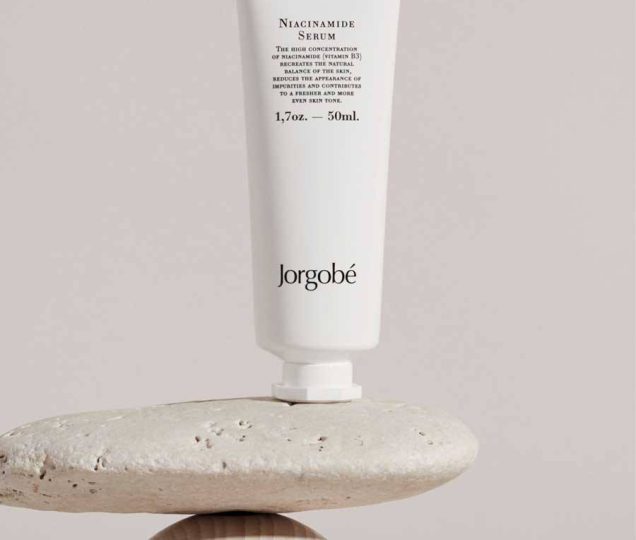 NIACINAMIDE
SERUM
THE HIGH CONCENTRATION
OF NIACINAMIDE (VITAMIN B3)
RECREATES THE NATURAL
BALANCE OF THE SKIN,
REDUCES THE APPEARANCE OF
IMPURITIES AND CONTRIBUTES
TO A FRESHER AND MORE
EVEN SKIN TONE.
1,7oz. — 50ml.
Jorgobé